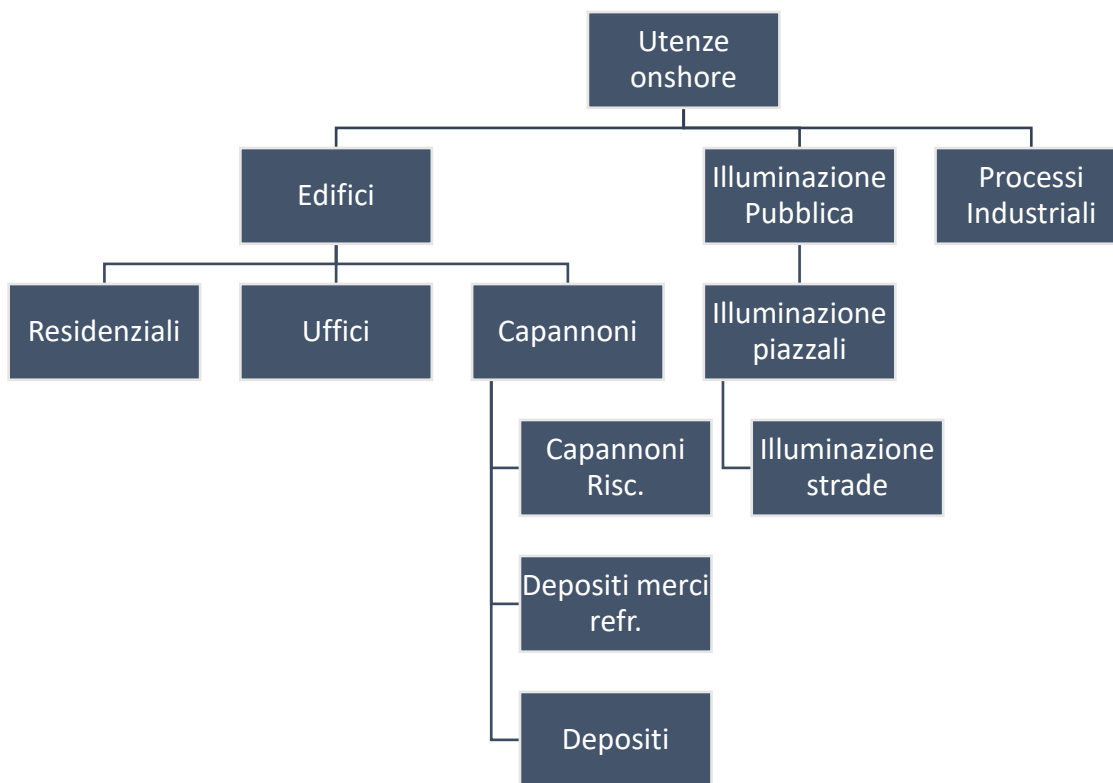 Utenze
onshore
Edifici
Illuminazione
Pubblica
Processi
Industriali
Residenziali
Uffici
Capannoni
Illuminazione
piazzali
Capannoni
Risc.
Illuminazione
strade
Depositi merci
refr.
Depositi